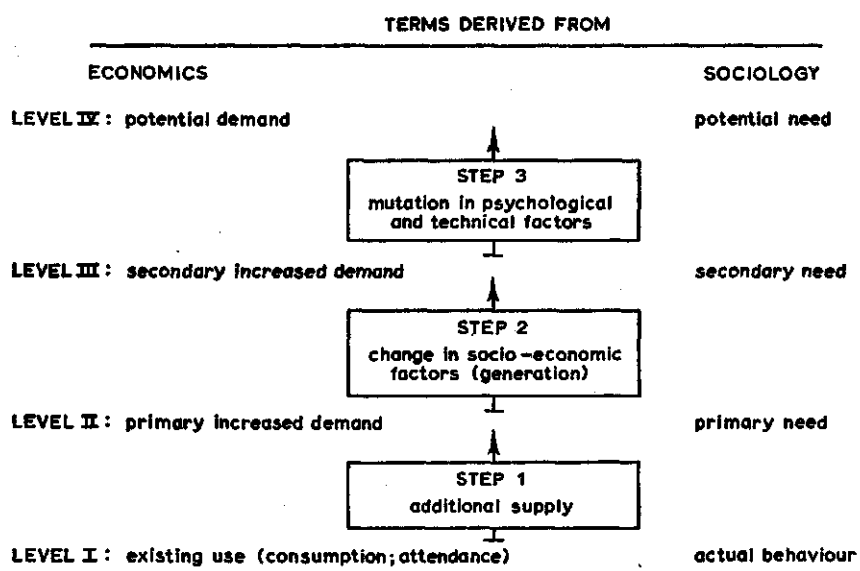 TERMS DERIVED FROM
ECONOMICS SOCIOLOGY
LEVEL IV: potential demand potential need
STEP 3
mutation in psychological
and technical factors
LEVEL III: secondary increased demand secondary need
STEP 2
change in socio-economic
factors (generation)
LEVEL II: primary increased demand primary need
STEP 1
additional supply
LEVEL I: existing use (consumption; attendance) actual behaviour